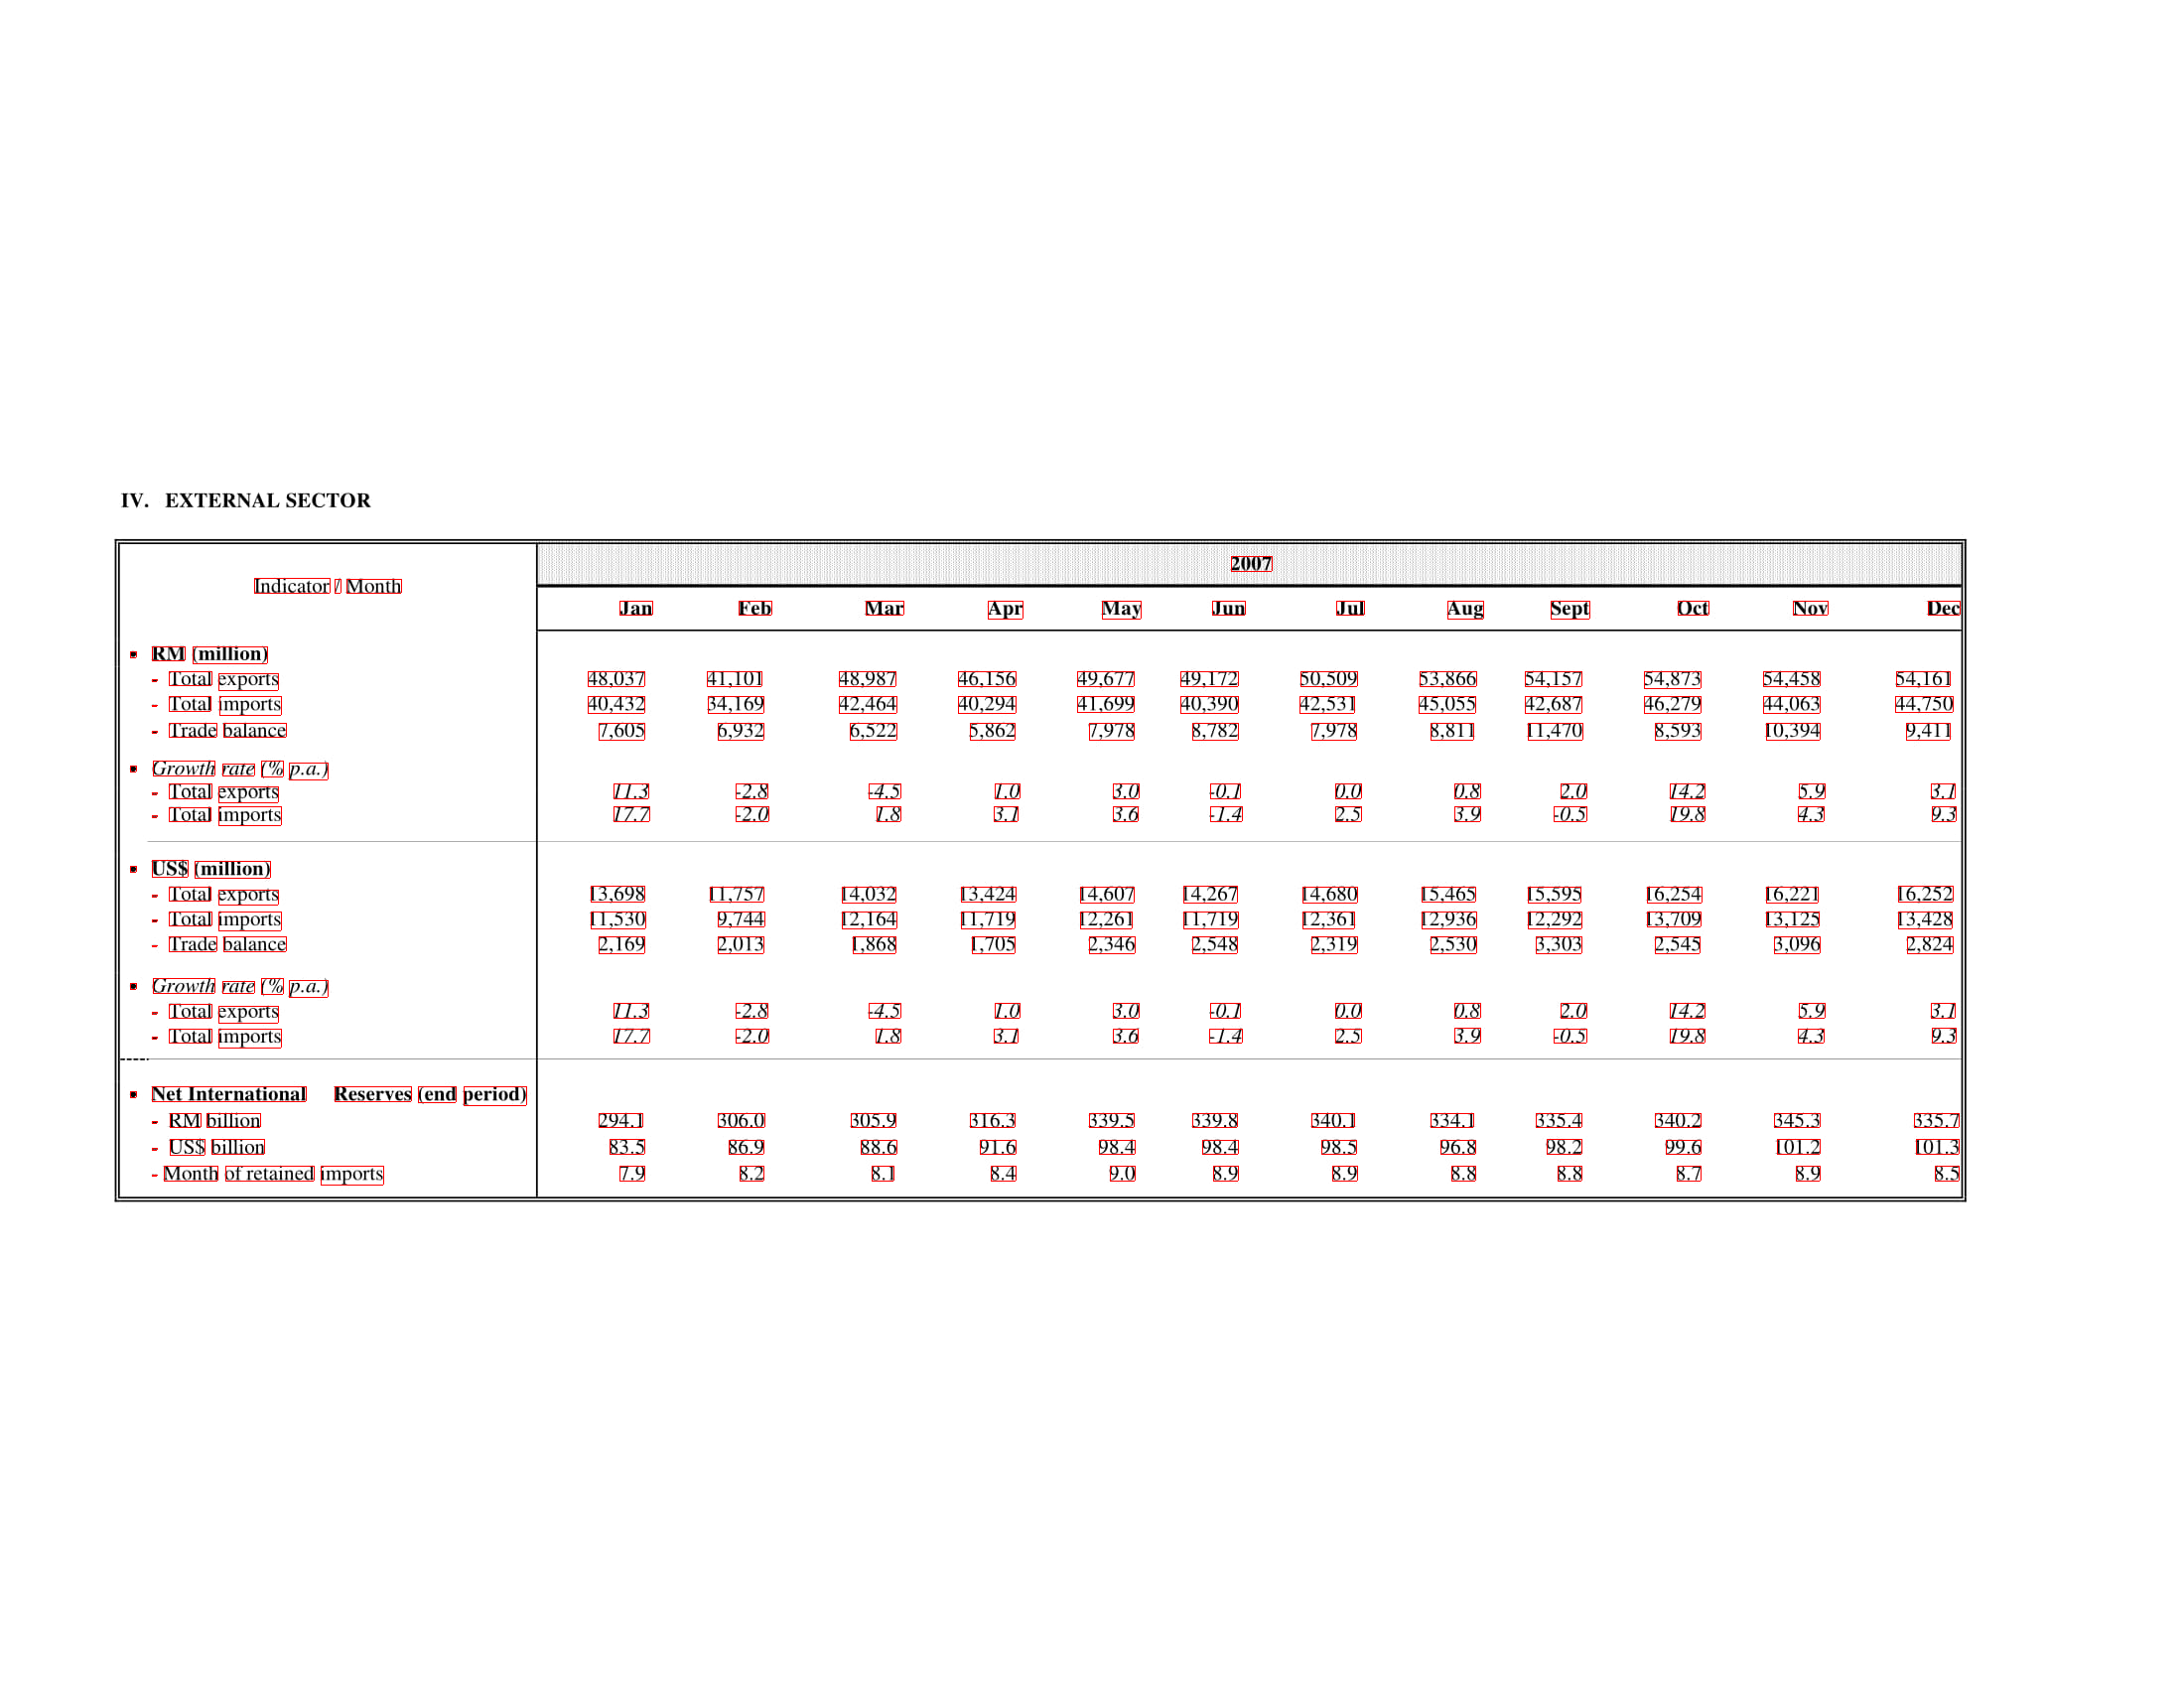 IV. EXTERNAL SECTOR
2007
Indicator / Month
Jan Feb Mar Apr May Jun Jul Aug Sept Oct Nov Dec
▪ RM (million)
- Total exports 48,037 41,101 48,987 46,156 49,677 49,172 50,509 53,866 54,157 54,873 54,458 54,161
- Total imports 40,432 34,169 42,464 40,294 41,699 40,390 42,531 45,055 42,687 46,279 44,063 44,750
- Trade balance 7,605 6,932 6,522 5,862 7,978 8,782 7,978 8,811 11,470 8,593 10,394 9,411
▪ Growth rate (% p.a.)
- Total exports 11.3 -2.8 -4.5 1.0 3.0 -0.1 0.0 0.8 2.0 14.2 5.9 3.1
- Total imports 17.7 -2.0 1.8 3.1 3.6 -1.4 2.5 3.9 -0.5 19.8 4.3 9.3
▪ US$ (million)
- Total exports 13,698 11,757 14,032 13,424 14,607 14,267 14,680 15,465 15,595 16,254 16,221 16,252
- Total imports 11,530 9,744 12,164 11,719 12,261 11,719 12,361 12,936 12,292 13,709 13,125 13,428
- Trade balance 2,169 2,013 1,868 1,705 2,346 2,548 2,319 2,530 3,303 2,545 3,096 2,824
▪ Growth rate (% p.a.)
- Total exports 11.3 -2.8 -4.5 1.0 3.0 -0.1 0.0 0.8 2.0 14.2 5.9 3.1
- Total imports 17.7 -2.0 1.8 3.1 3.6 -1.4 2.5 3.9 -0.5 19.8 4.3 9.3
▪ Net International Reserves (end period)
- RM billion 294.1 306.0 305.9 316.3 339.5 339.8 340.1 334.1 335.4 340.2 345.3 335.7
- US$ billion 83.5 86.9 88.6 91.6 98.4 98.4 98.5 96.8 98.2 99.6 101.2 101.3
- Month of retained imports 7.9 8.2 8.1 8.4 9.0 8.9 8.9 8.8 8.8 8.7 8.9 8.5